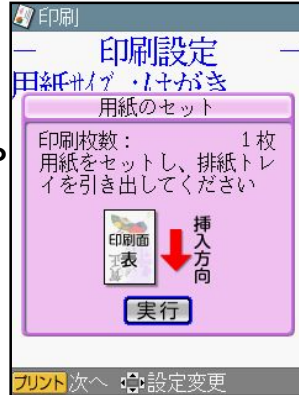 印刷
印刷設定
用紙サイズ：はがき
用紙のセット
印刷枚数： 1枚
用紙をセットし、排紙トレ
イを引き出してください
印刷面
表
挿入方向
実行
プリント次へ 設定変更